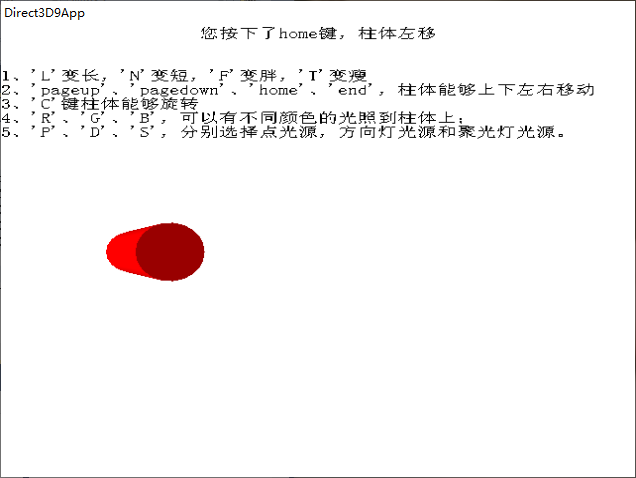 Direct3D9App
您按下了home键，柱体左移
1、'L'变长，'N'变短，'F'变胖，'T'变瘦
2、'pageup'、'pagedown'、'home'、'end'，柱体能够上下左右移动
3、'C'键柱体能够旋转
4、'R'、'G'、'B'，可以有不同颜色的光照到柱体上；
5、'P'、'D'、'S'，分别选择点光源，方向灯光源和聚光灯光源。